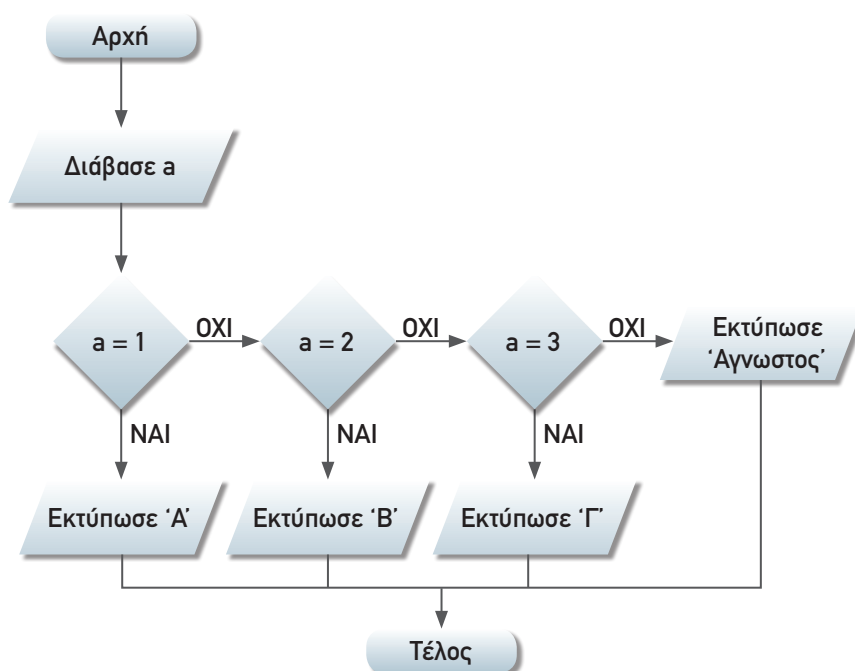 Αρχή
Διάβασε a
a = 1
ΟΧΙ
a = 2
ΟΧΙ
a = 3
ΟΧΙ
Εκτύπωσε
‘Αγνωστος’
ΝΑΙ
ΝΑΙ
ΝΑΙ
Εκτύπωσε ‘Α’
Εκτύπωσε ‘Β’
Εκτύπωσε ‘Γ’
Τέλος